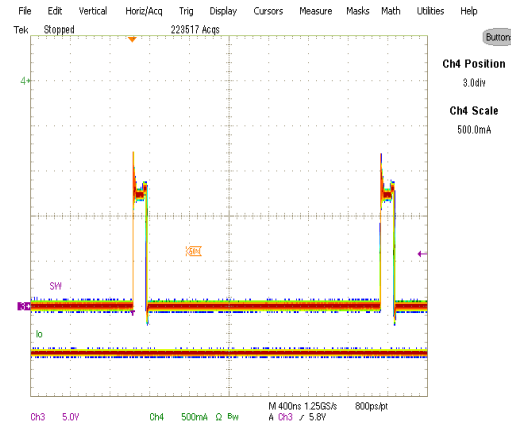 File Edit Vertical Horiz/Acq Trig Display Cursors Measure Masks Math Utilities Help
Tek Stopped 223517 Acqs
Button
Ch4 Position
3.0div
Ch4 Scale
500.0mA
4
SW
3
Io
M 400ns 1.25GS/s 800ps/pt
Ch3 5.0V Ch4 500mA Ω Bw A Ch3 / 5.8V